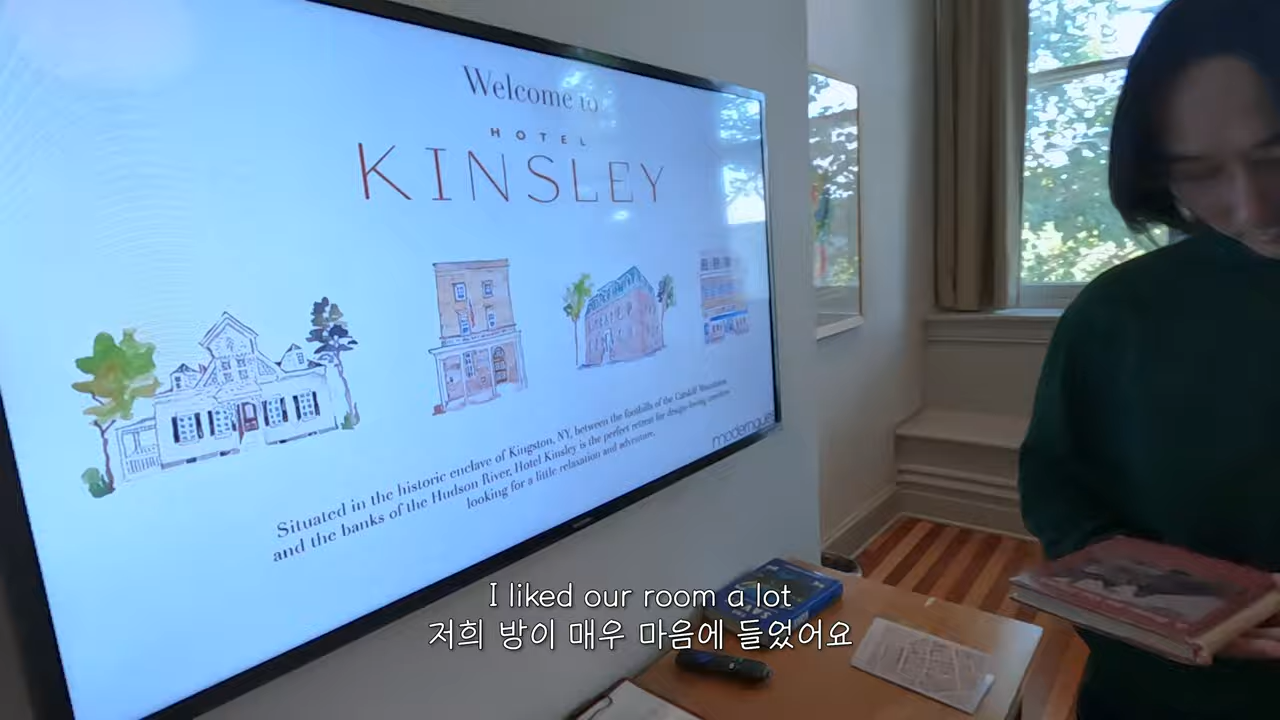 Welcome to
HOTEL
KINSLEY
Situated in the historic enclave of Kingston, NY, between the foothills of the Catskill Mountains
and the banks of the Hudson River, Hotel Kinsley is the perfect retreat for design-loving travelers
looking for a little relaxation and adventure.
modernque
I liked our room a lot
저희 방이 매우 마음에 들었어요